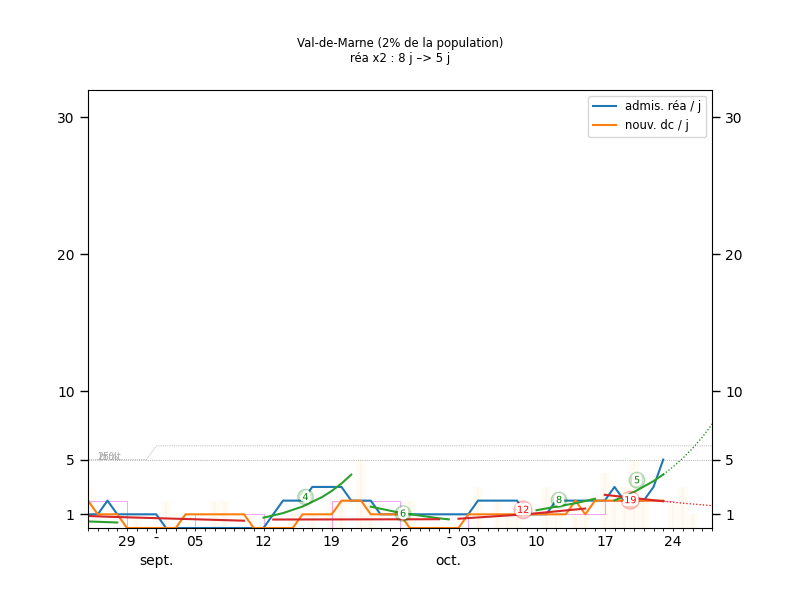 Val-de-Marne (2% de la population)
réa x2 : 8 j –> 5 j
admis. réa / j
nouv. dc / j
30 30
20 20
10 10
5 5
1 1
4 6 12 8 19 5
29 - 05 12 19 26 - 03 10 17 24
sept. oct.